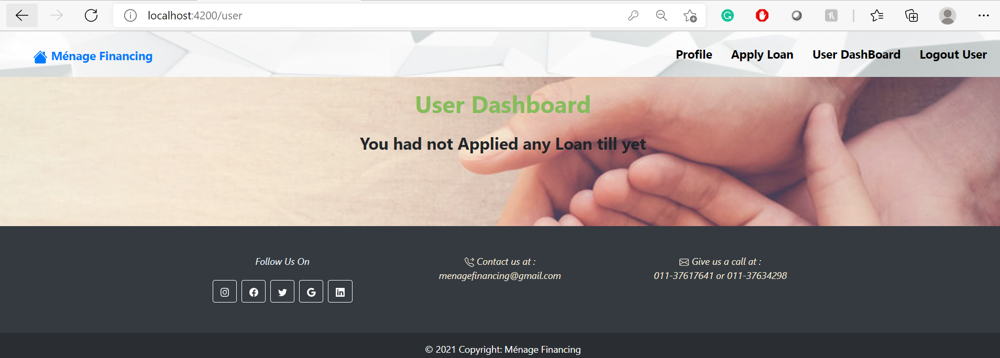 localhost:4200/user
Ménage Financing
Profile
Apply Loan
User DashBoard
Logout User
User Dashboard
You had not Applied any Loan till yet
Follow Us On
Contact us at :
menagefinancing@gmail.com
Give us a call at :
011-37617641 or 011-37634298
© 2021 Copyright: Ménage Financing